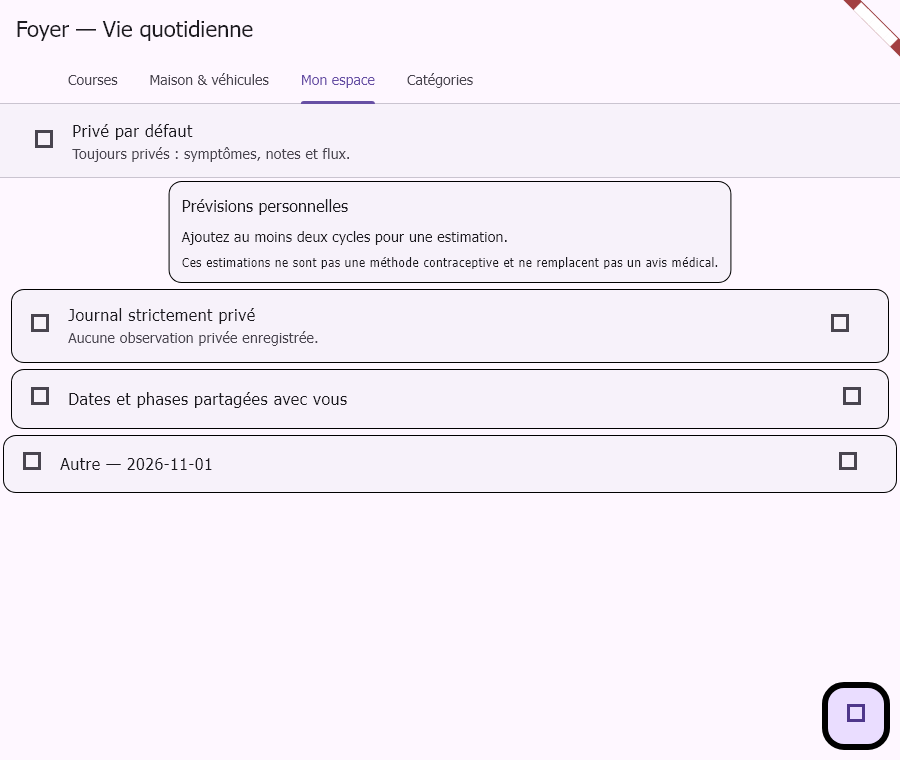 Foyer — Vie quotidienne
Courses
Maison & véhicules
Mon espace
Catégories
Privé par défaut
Toujours privés : symptômes, notes et flux.
Prévisions personnelles
Ajoutez au moins deux cycles pour une estimation.
Ces estimations ne sont pas une méthode contraceptive et ne remplacent pas un avis médical.
Journal strictement privé
Aucune observation privée enregistrée.
Dates et phases partagées avec vous
Autre — 2026-11-01